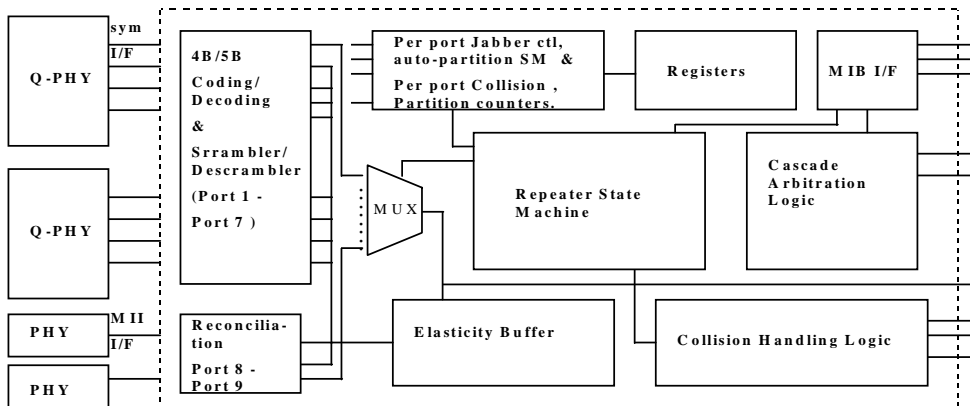 sym
I/F
Q-PHY
Q-PHY
PHY
M II
I/F
PHY
4B/5B
Coding/
Decoding
&
Srrambler/
Descrambler
(Port 1 -
Port 7 )
Reconcilia-
tion
Port 8 -
Port 9
Per port Jabber ctl,
auto-partition SM &
Per port Collision ,
Partition counters.
Registers
MIB I/F
MUX
Repeater State
Machine
Cascade
Arbitration
Logic
Elasticity Buffer
Collision Handling Logic